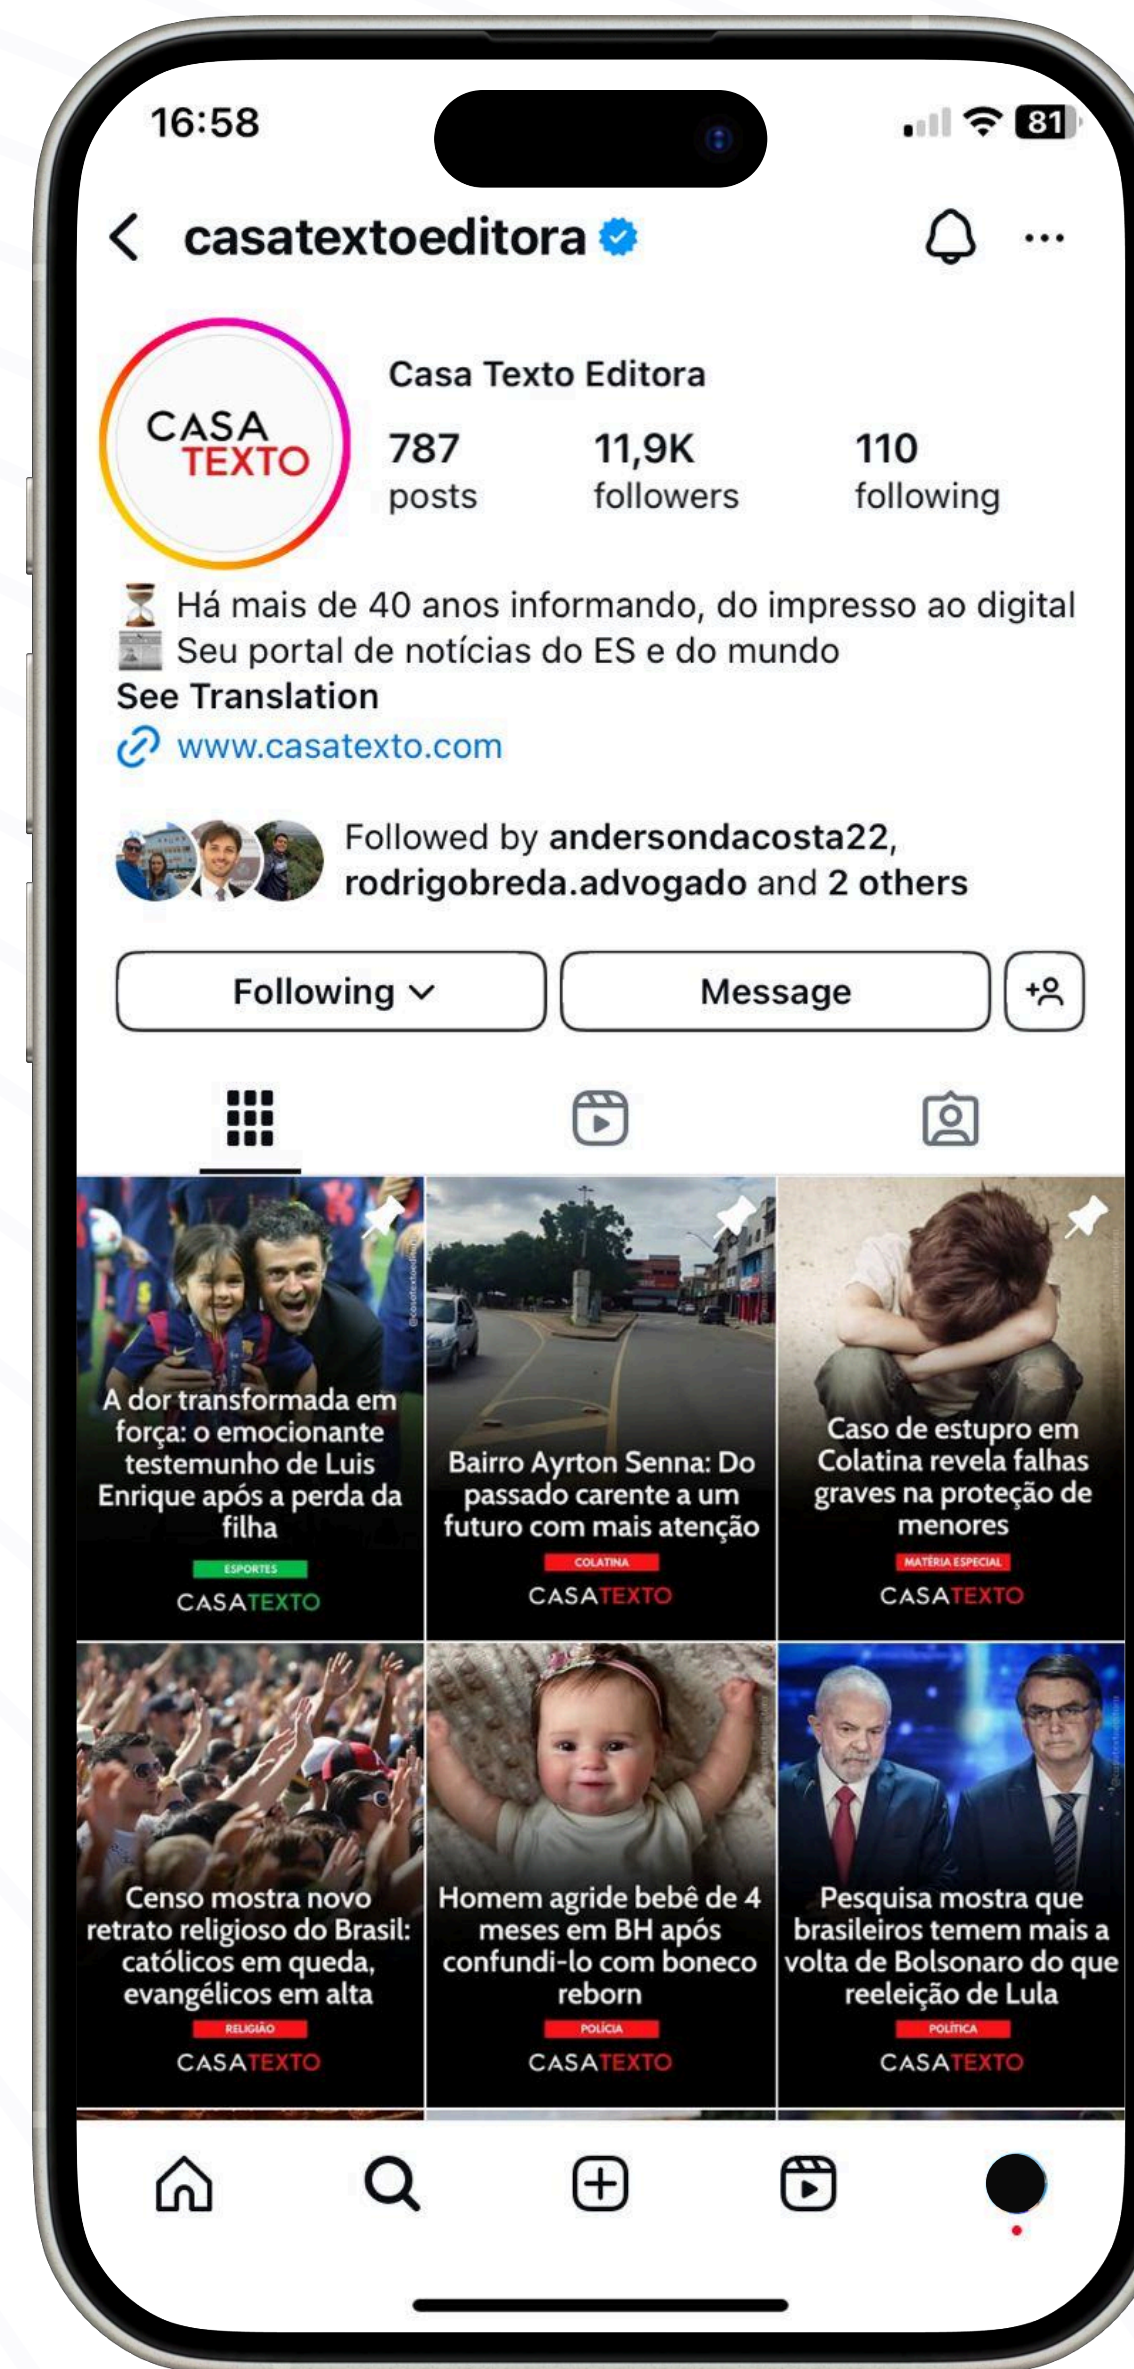 16:58
81
casatextoeditora
CASA
TEXTO
Casa Texto Editora
787
11,9K
110
posts
followers
following
Há mais de 40 anos informando, do impresso ao digital
Seu portal de notícias do ES e do mundo
See Translation
www.casatexto.com
Followed by andersondacosta22,
rodrigobreda.advogado and 2 others
Following
Message
@casatextoeditora
A dor transformada em
força: o emocionante
testemunho de Luis
Enrique após a perda da
filha
ESPORTES
CASATEXTO
Bairro Ayrton Senna: Do
passado carente a um
futuro com mais atenção
COLATINA
CASATEXTO
Caso de estupro em
Colatina revela falhas
graves na proteção de
menores
MATÉRIA ESPECIAL
CASATEXTO
Censo mostra novo
retrato religioso do Brasil:
católicos em queda,
evangélicos em alta
RELIGIÃO
CASATEXTO
Homem agride bebê de 4
meses em BH após
confundi-lo com boneco
reborn
POLÍCIA
CASATEXTO
@casatextoeditora
Pesquisa mostra que
brasileiros temem mais a
volta de Bolsonaro do que
reeleição de Lula
POLÍTICA
CASATEXTO